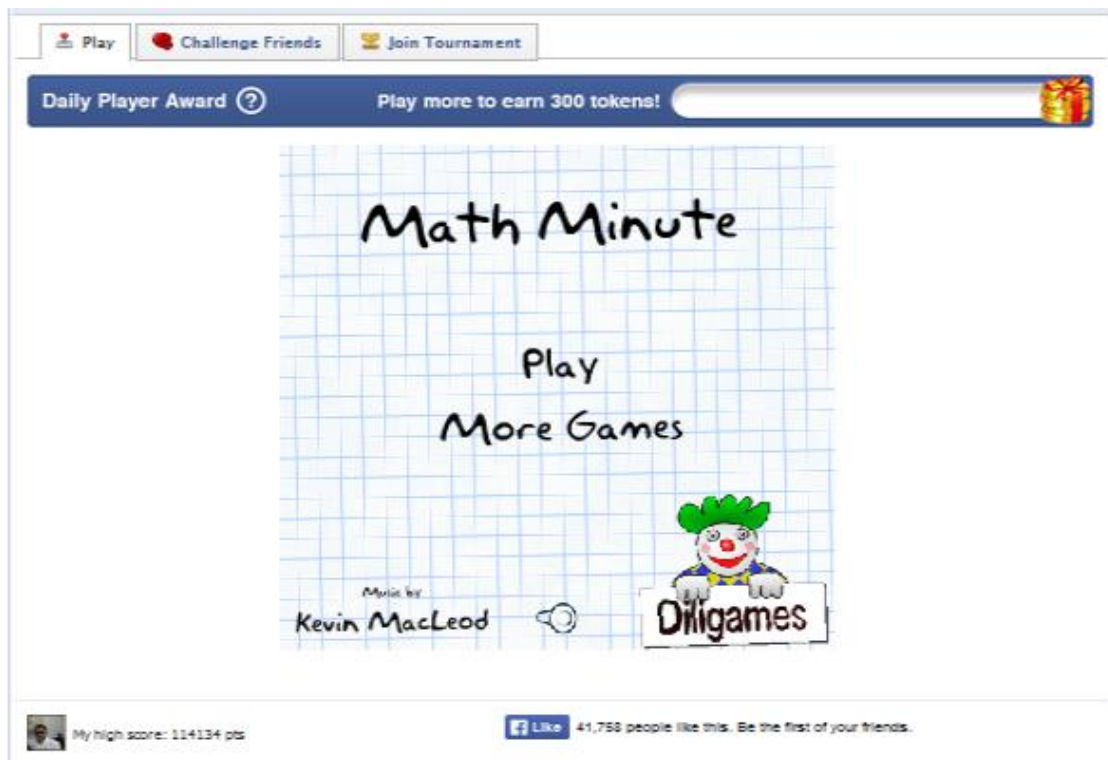 Play Challenge Friends Join Tournament
Daily Player Award ? Play more to earn 300 tokens!
Math Minute
Play
More Games
Music by
Kevin MacLeod
Diligames
My high score: 114134 pts
Like 41,758 people like this. Be the first of your friends.